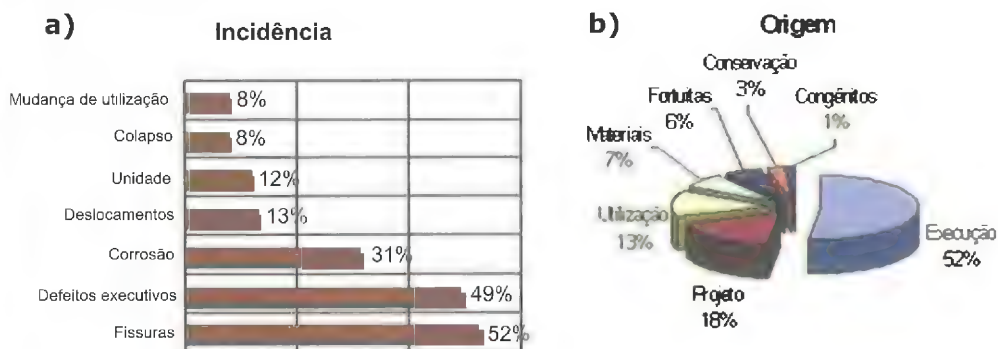 a)
Incidência
Mudança de utilização 8%
Colapso 8%
Unidade 12%
Deslocamentos 13%
Corrosão 31%
Defeitos executivos 49%
Fissuras 52%
b)
Origem
Conservação
3%
Congênitos
1%
Fortuitas
6%
Materiais
7%
Utilização
13%
Execução
52%
Projeto
18%